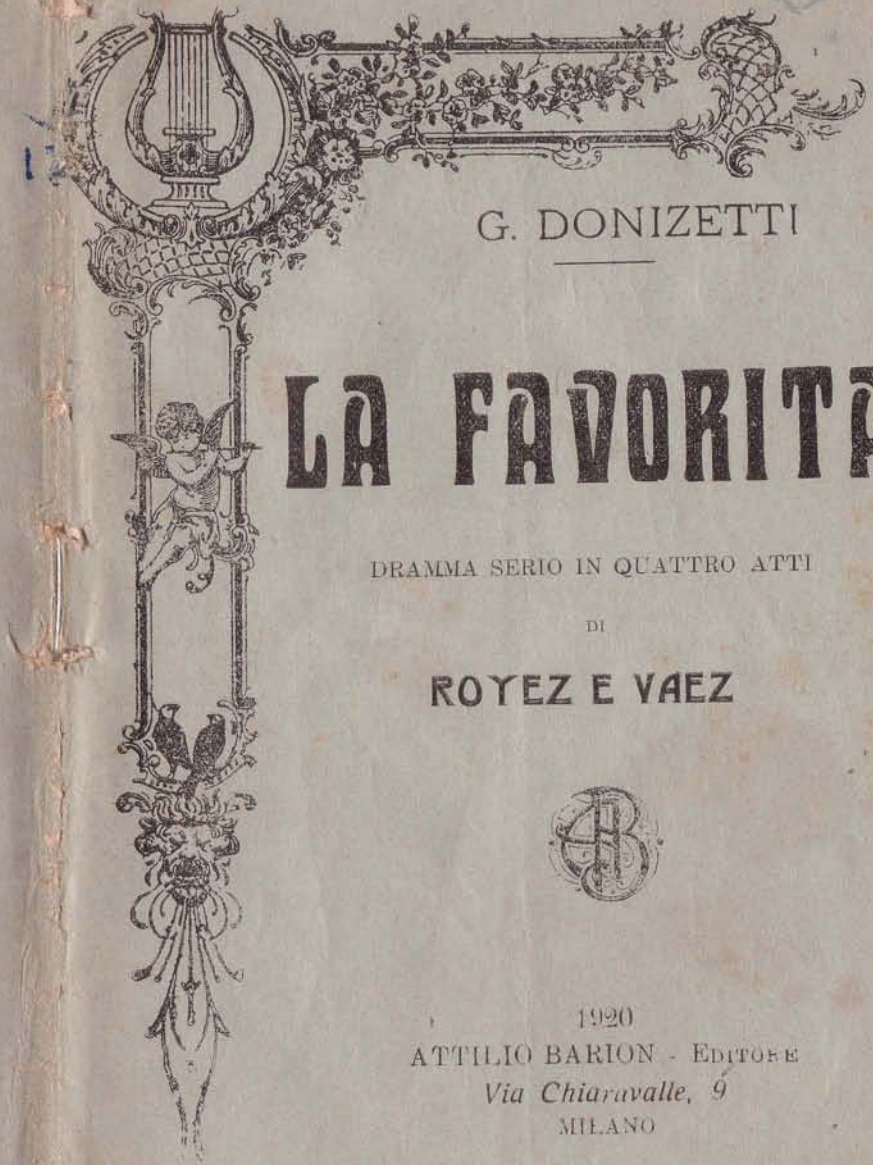 G. DONIZETTI
LA FAVORITA
DRAMMA SERIO IN QUATTRO ATTI
DI
ROYEZ E VAEZ
1920
ATTILIO BARION - EDITORE
Via Chiaravalle, 9
MILANO